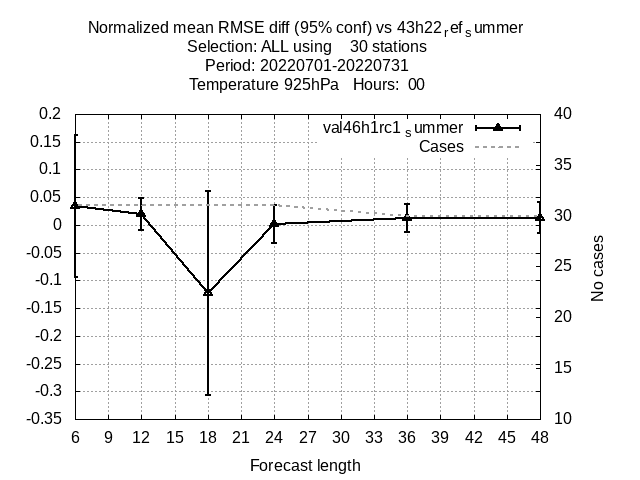 Normalized mean RMSE diff (95% conf) vs 43h22refsummer
Selection: ALL using 30 stations
Period: 20220701-20220731
Temperature 925hPa Hours: 00
val46h1rc1summer
Cases
0.2
0.15
0.1
0.05
0
-0.05
-0.1
-0.15
-0.2
-0.25
-0.3
-0.35
40
35
30
25
20
15
10
No cases
6 9 12 15 18 21 24 27 30 33 36 39 42 45 48
Forecast length